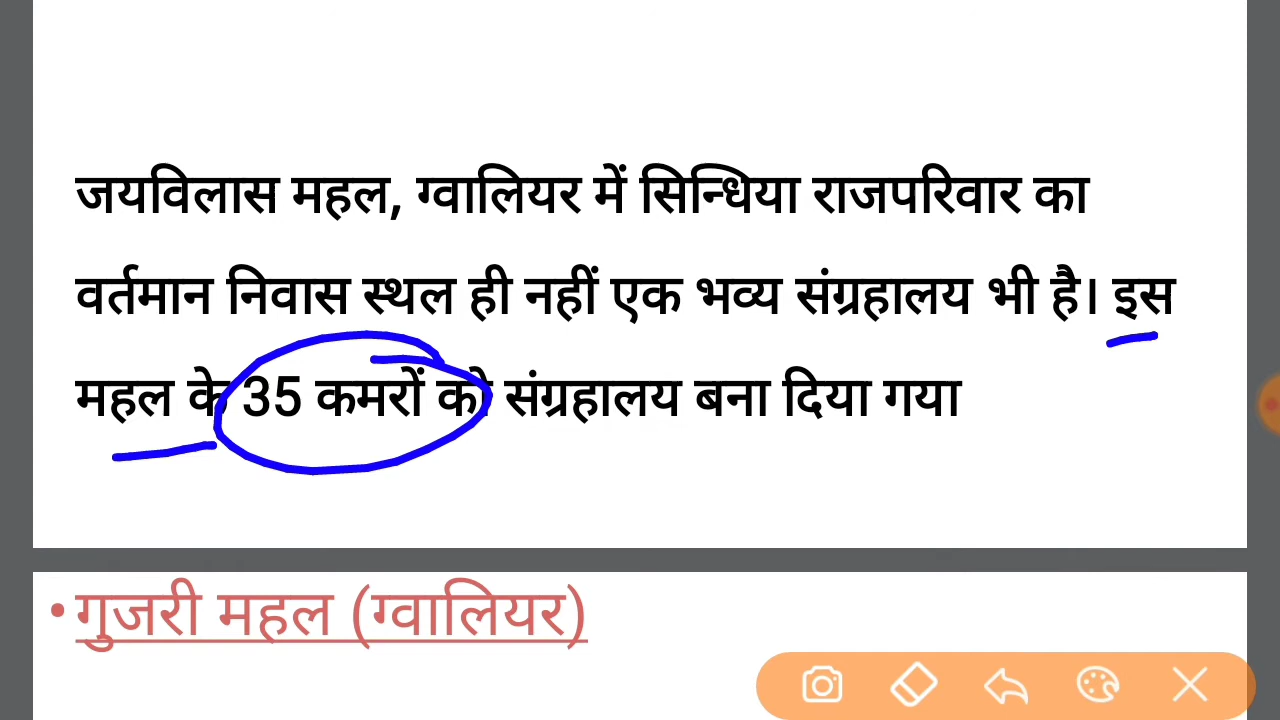 जयविलास महल, ग्वालियर में सिन्धिया राजपरिवार का
वर्तमान निवास स्थल ही नहीं एक भव्य संग्रहालय भी है। इस
महल के 35 कमरों को संग्रहालय बना दिया गया
• गुजरी महल (ग्वालियर)